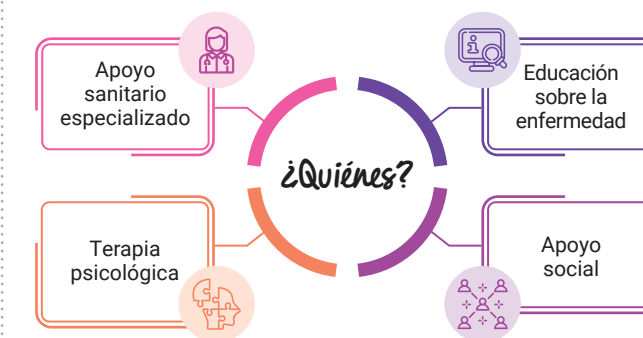 Apoyo
sanitario
especializado
Educación
sobre la
enfermedad
¿Quiénes?
Terapia
psicológica
Apoyo
social